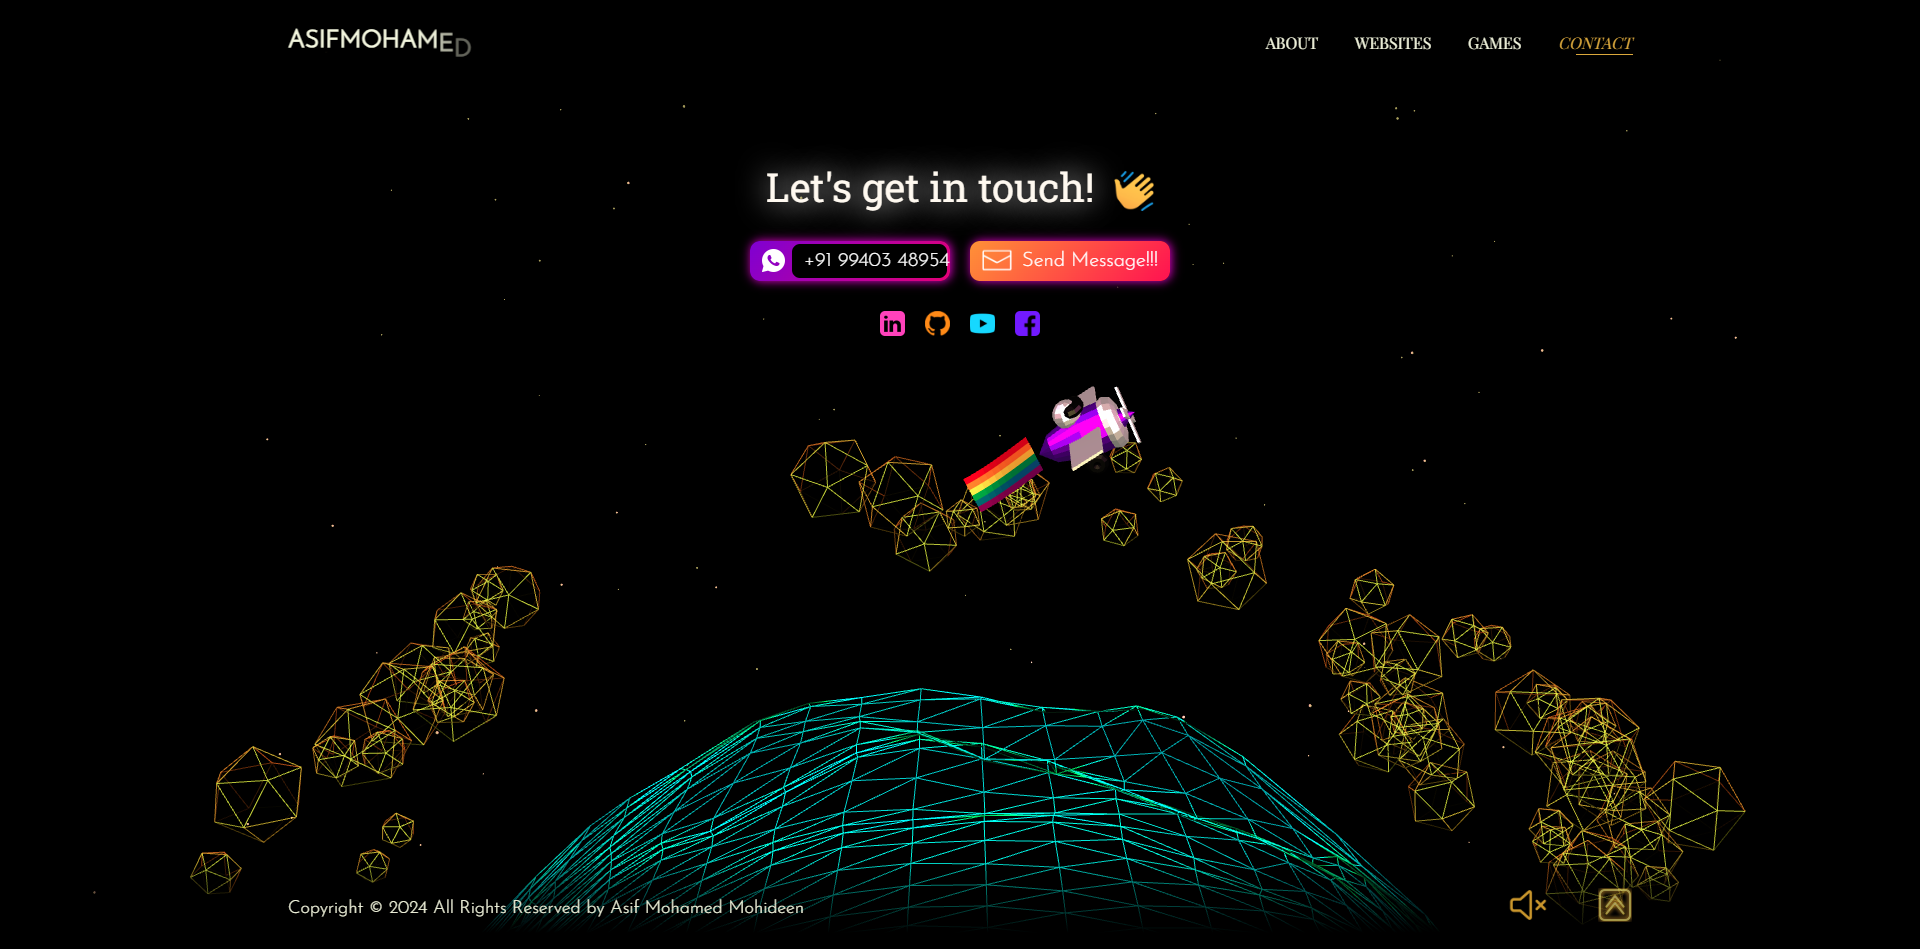 ASIFMOHAMED
ABOUT WEBSITES GAMES CONTACT
Let's get in touch!
+91 99403 48954
Send Message!!!
Copyright © 2024 All Rights Reserved by Asif Mohamed Mohideen